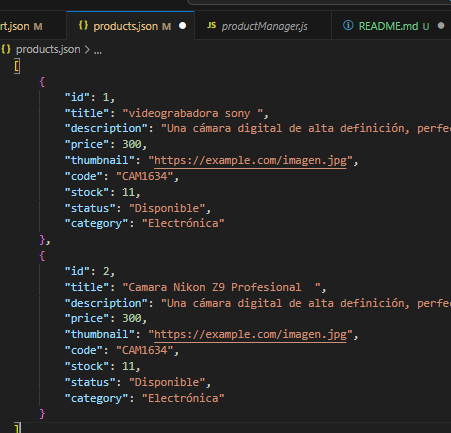 rt.json M
{} products.json M ●
JS productManager.js
ⓘ README.md U ●
{} products.json > ...
[
{
"id": 1,
"title": "videograbadora sony ",
"description": "Una cámara digital de alta definición,
"price": 300,
"thumbnail": "https://example.com/imagen.jpg",
"code": "CAM1634",
"stock": 11,
"status": "Disponible",
"category": "Electrónica"
},
{
"id": 2,
"title": "Camara Nikon Z9 Profesional  ",
"description": "Una cámara digital de alta definición,
"price": 300,
"thumbnail": "https://example.com/imagen.jpg",
"code": "CAM1634",
"stock": 11,
"status": "Disponible",
"category": "Electrónica"
}
]